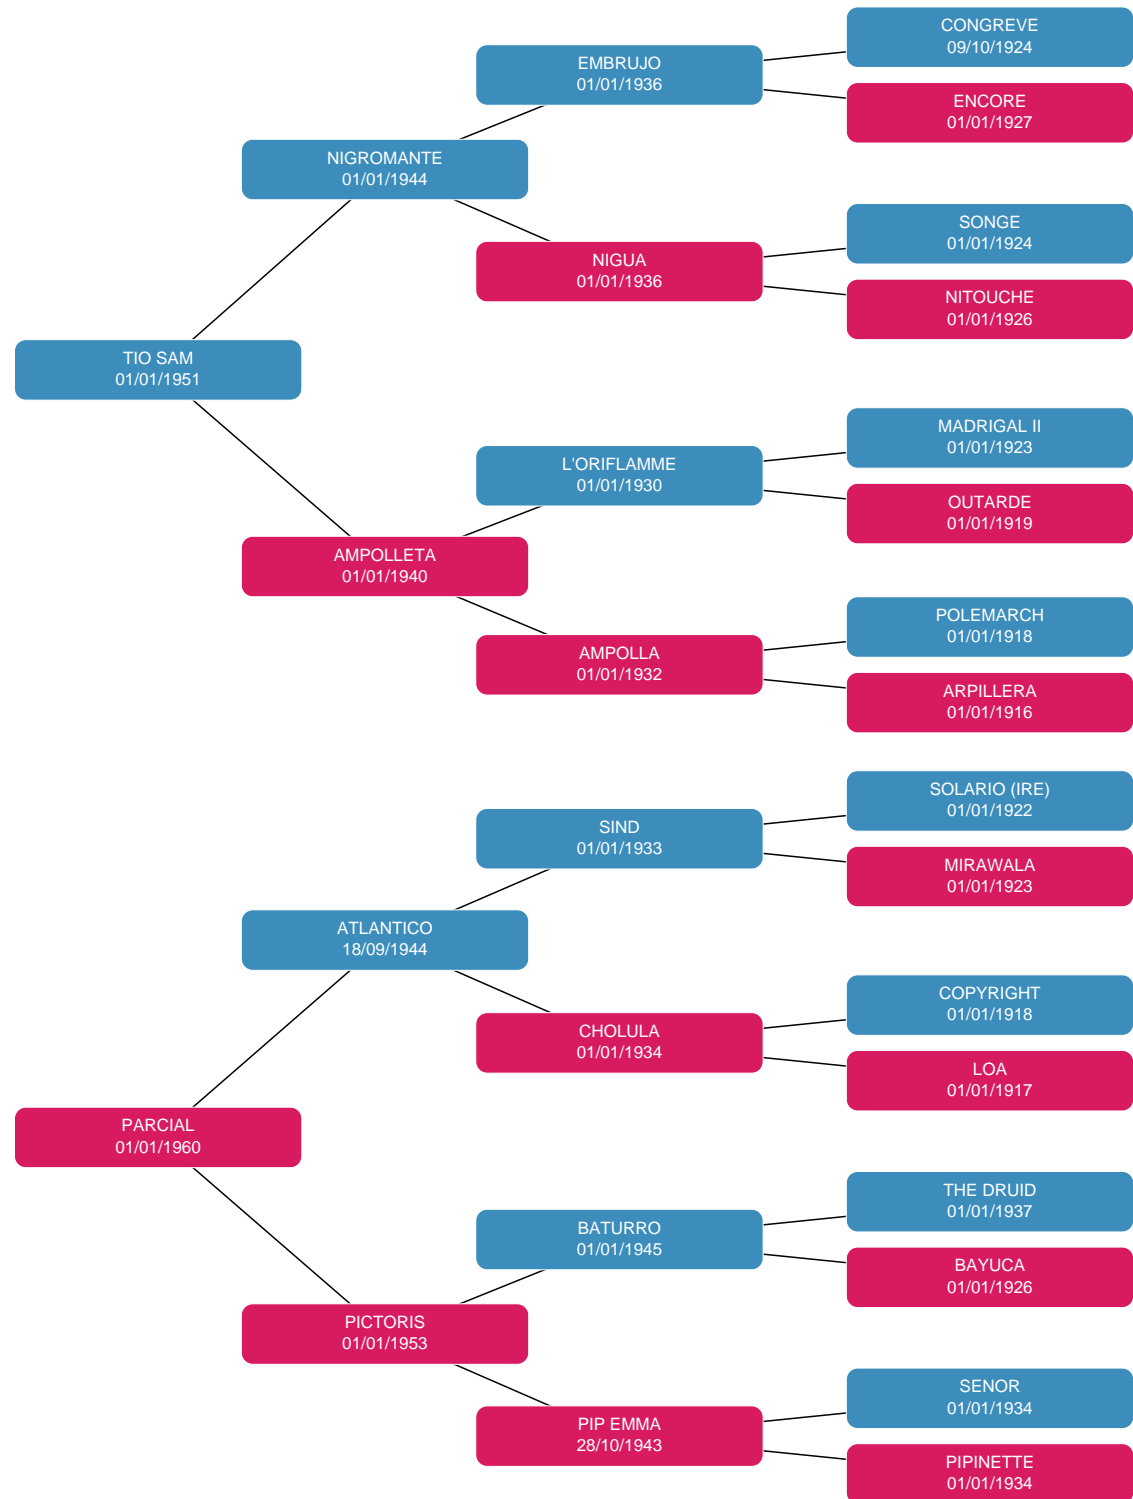 CONGREVE
09/10/1924
EMBRUJO
01/01/1936
ENCORE
01/01/1927
NIGROMANTE
01/01/1944
SONGE
01/01/1924
NIGUA
01/01/1936
NITOUCHE
01/01/1926
TIO SAM
01/01/1951
MADRIGAL II
01/01/1923
L'ORIFLAMME
01/01/1930
OUTARDE
01/01/1919
AMPOLLETA
01/01/1940
POLEMARCH
01/01/1918
AMPOLLA
01/01/1932
ARPILLERA
01/01/1916
SOLARIO (IRE)
01/01/1922
SIND
01/01/1933
MIRAWALA
01/01/1923
ATLANTICO
18/09/1944
COPYRIGHT
01/01/1918
CHOLULA
01/01/1934
LOA
01/01/1917
PARCIAL
01/01/1960
THE DRUID
01/01/1937
BATURRO
01/01/1945
BAYUCA
01/01/1926
PICTORIS
01/01/1953
SENOR
01/01/1934
PIP EMMA
28/10/1943
PIPINETTE
01/01/1934